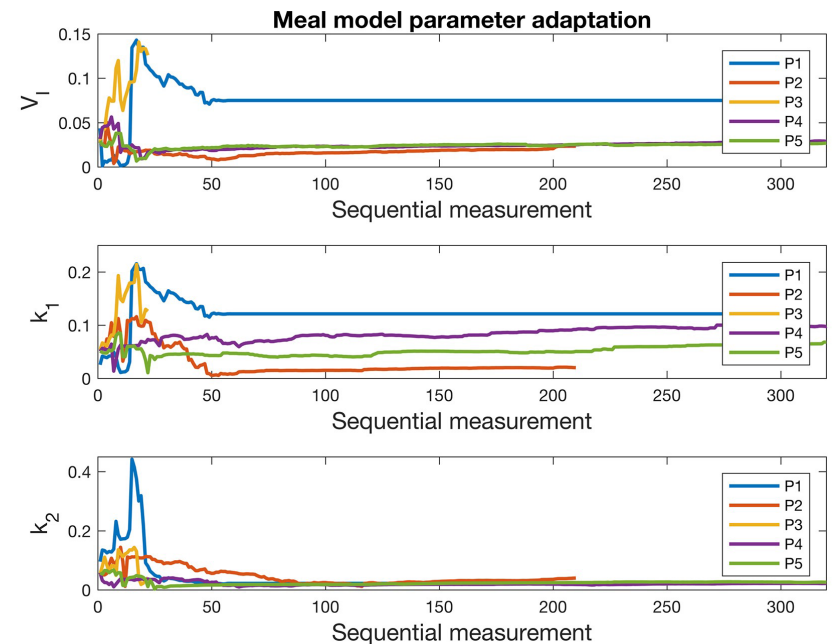 Meal model parameter adaptation
V_I
0.15
0.1
0.05
0
0 50 100 150 200 250 300
Sequential measurement
P1
P2
P3
P4
P5
k_1
0.2
0.1
0
0 50 100 150 200 250 300
Sequential measurement
P1
P2
P3
P4
P5
k_2
0.4
0.2
0
0 50 100 150 200 250 300
Sequential measurement
P1
P2
P3
P4
P5